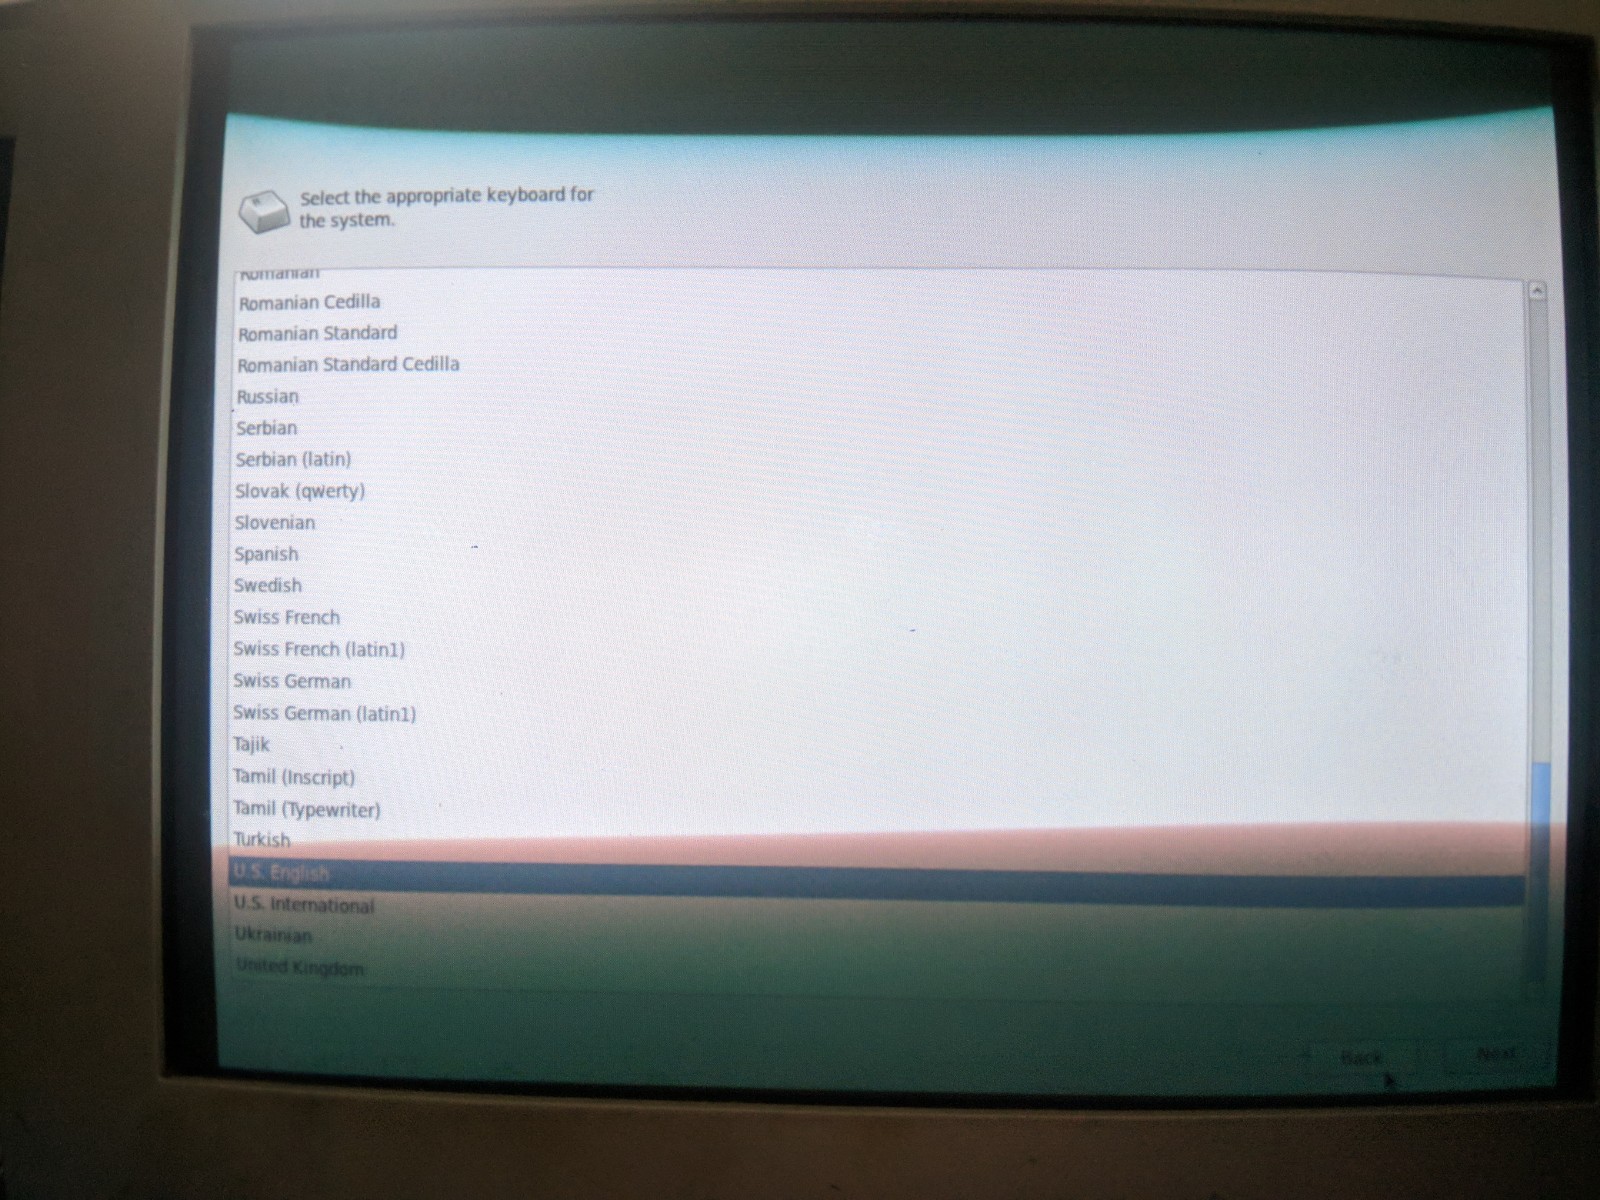 Select the appropriate keyboard for
the system.
Romanian
Romanian Cedilla
Romanian Standard
Romanian Standard Cedilla
Russian
Serbian
Serbian (latin)
Slovak (qwerty)
Slovenian
Spanish
Swedish
Swiss French
Swiss French (latin1)
Swiss German
Swiss German (latin1)
Tajik
Tamil (Inscript)
Tamil (Typewriter)
Turkish
U.S. English
U.S. International
Ukrainian
United Kingdom
Back Next